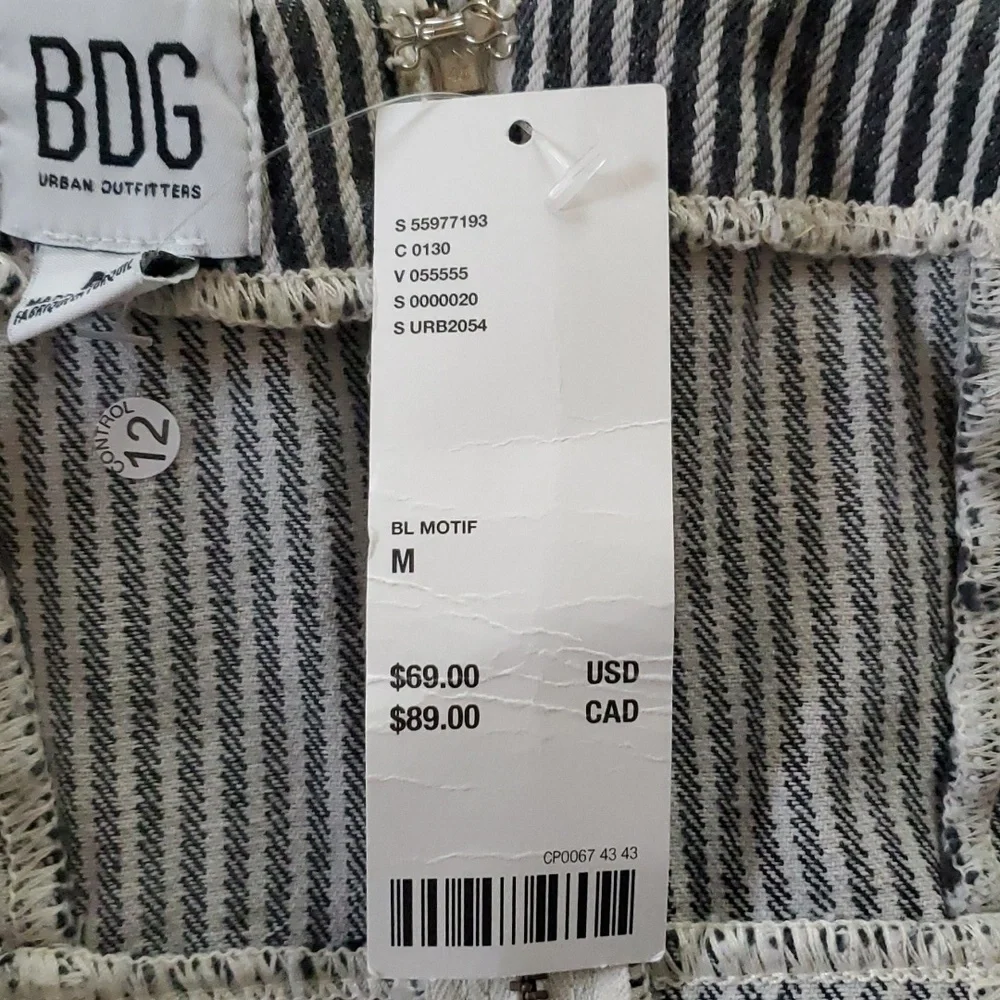 BDG
URBAN OUTFITTERS
CONTROL
12
S 55977193
C 0130
V 055555
S 0000020
S URB2054
BL MOTIF
M
$69.00 USD
$89.00 CAD
CP0067 43 43